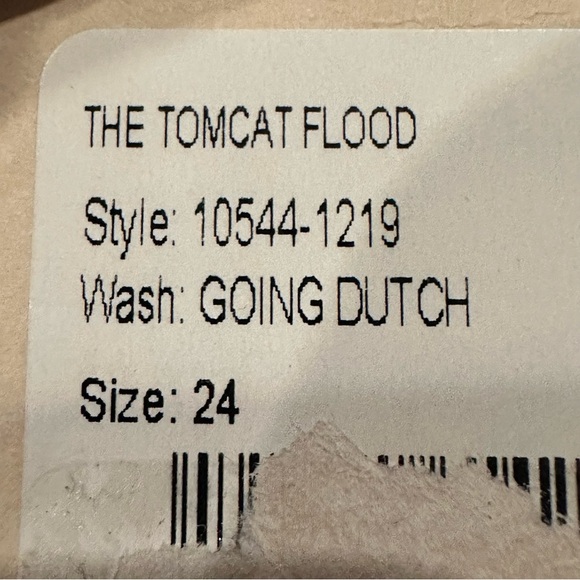 THE TOMCAT FLOOD
Style: 10544-1219
Wash: GOING DUTCH
Size: 24